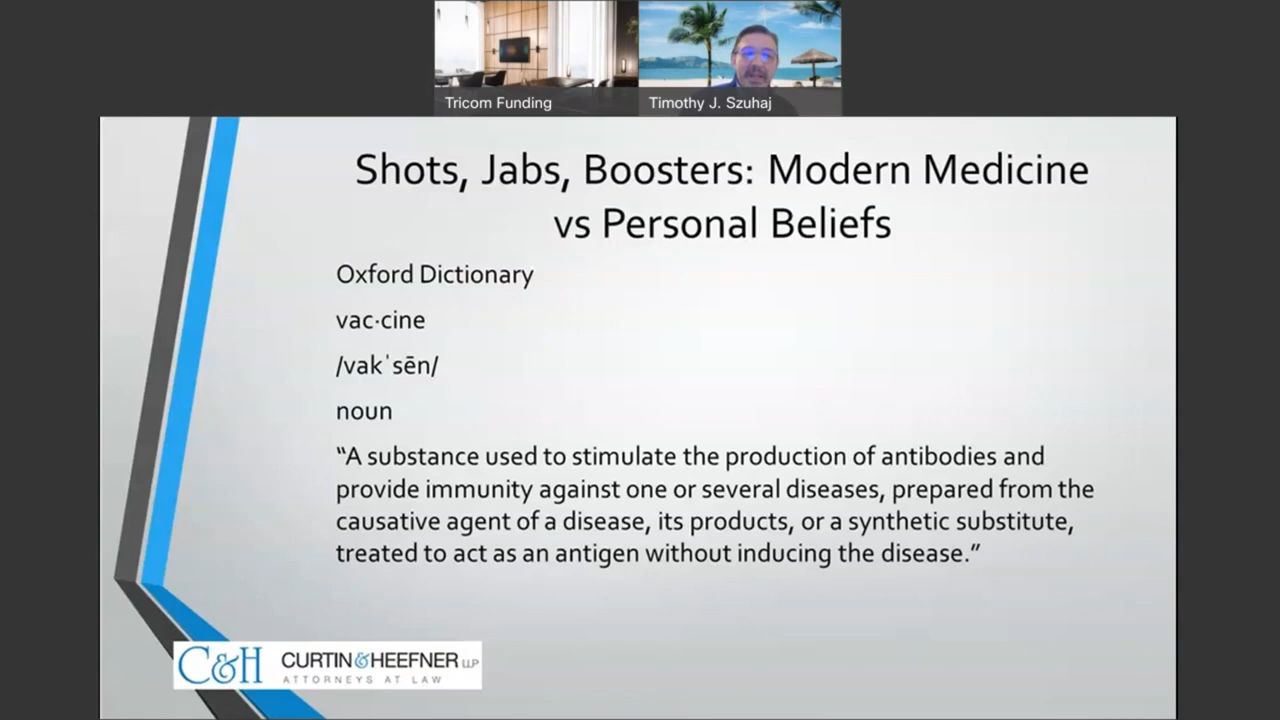 Tricom Funding
Timothy J. Szuhaj
Shots, Jabs, Boosters: Modern Medicine
vs Personal Beliefs
Oxford Dictionary
vac·cine
/vakˈsēn/
noun
“A substance used to stimulate the production of antibodies and
provide immunity against one or several diseases, prepared from the
causative agent of a disease, its products, or a synthetic substitute,
treated to act as an antigen without inducing the disease.”
C&H CURTIN&HEEFNER LLP
ATTORNEYS AT LAW